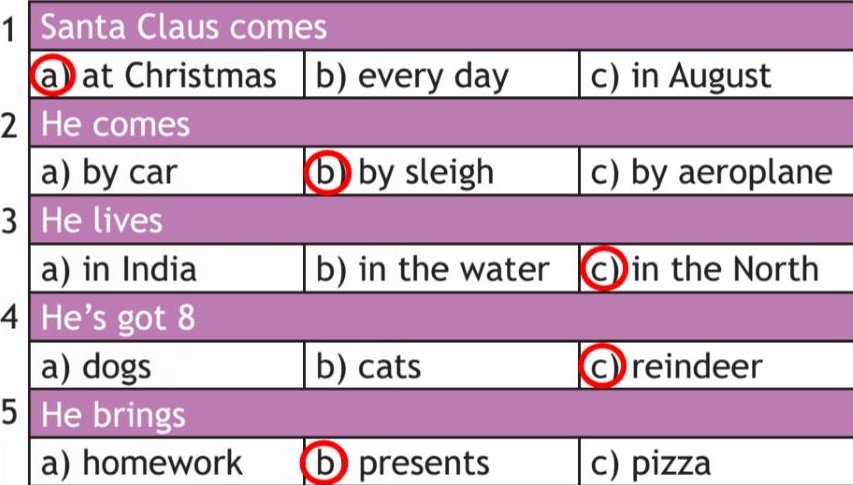 1 Santa Claus comes
a) at Christmas b) every day c) in August
2 He comes
a) by car b) by sleigh c) by aeroplane
3 He lives
a) in India b) in the water c) in the North
4 He’s got 8
a) dogs b) cats c) reindeer
5 He brings
a) homework b) presents c) pizza